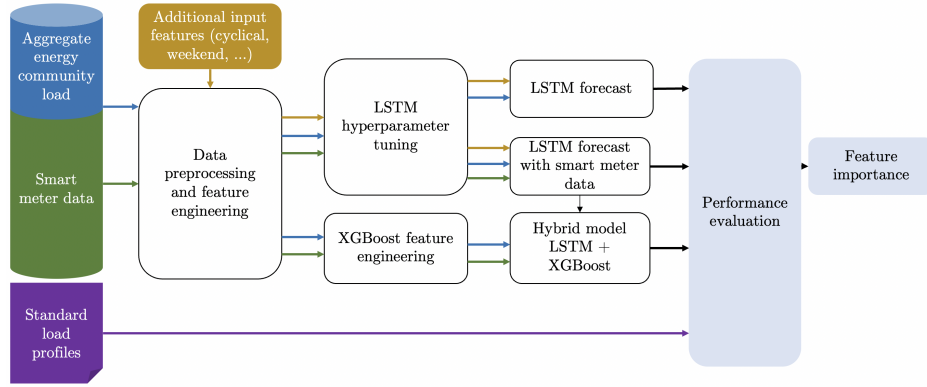 Aggregate
energy
community
load
Smart
meter data
Standard
load
profiles
Additional input
features (cyclical,
weekend, ...)
Data
preprocessing
and feature
engineering
LSTM
hyperparameter
tuning
XGBoost feature
engineering
LSTM forecast
LSTM forecast
with smart meter
data
Hybrid model
LSTM +
XGBoost
Performance
evaluation
Feature
importance